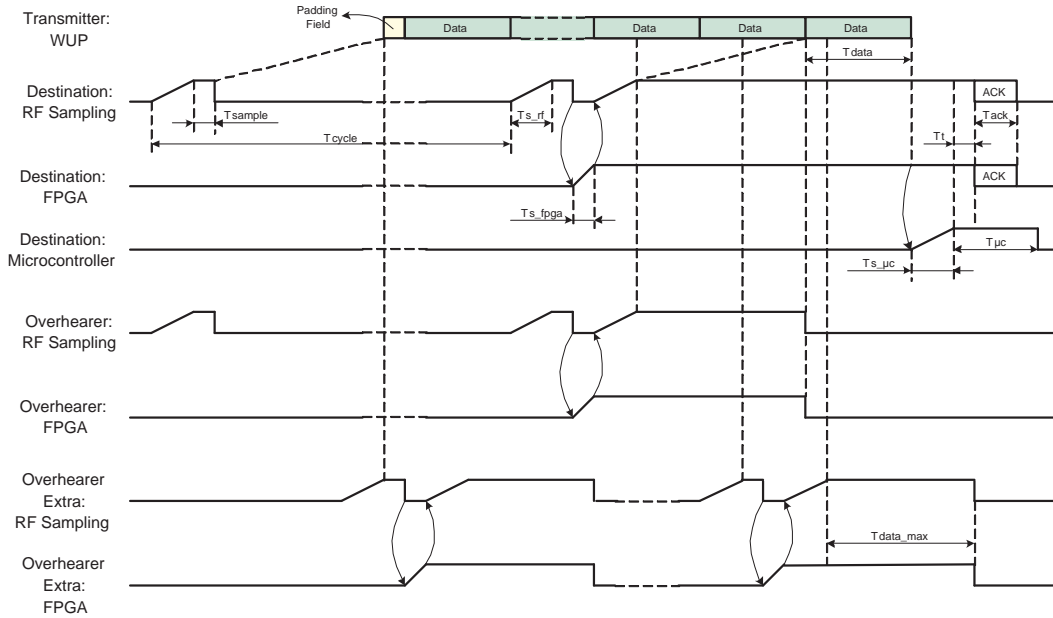 Transmitter:
WUP
Padding
Field
Data
Data
Data
Data
Tdata
Destination:
RF Sampling
Tsample
Ts_rf
Tcycle
ACK
Tack
Tt
Destination:
FPGA
Ts_fpga
ACK
Destination:
Microcontroller
Tµc
Ts_µc
Overhearer:
RF Sampling
Overhearer:
FPGA
Overhearer
Extra:
RF Sampling
Tdata_max
Overhearer
Extra:
FPGA